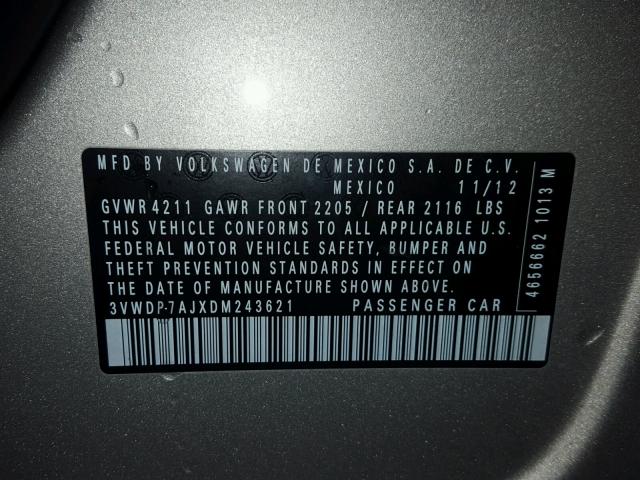 MFD BY VOLKSWAGEN DE MEXICO S.A. DE C.V.
MEXICO 11/12
GVWR 4211 GAWR FRONT 2205 / REAR 2116 LBS
THIS VEHICLE CONFORMS TO ALL APPLICABLE U.S.
FEDERAL MOTOR VEHICLE SAFETY, BUMPER AND
THEFT PREVENTION STANDARDS IN EFFECT ON
THE DATE OF MANUFACTURE SHOWN ABOVE.
3VWDP7AJXDM243621 PASSENGER CAR
4656662 1013 M